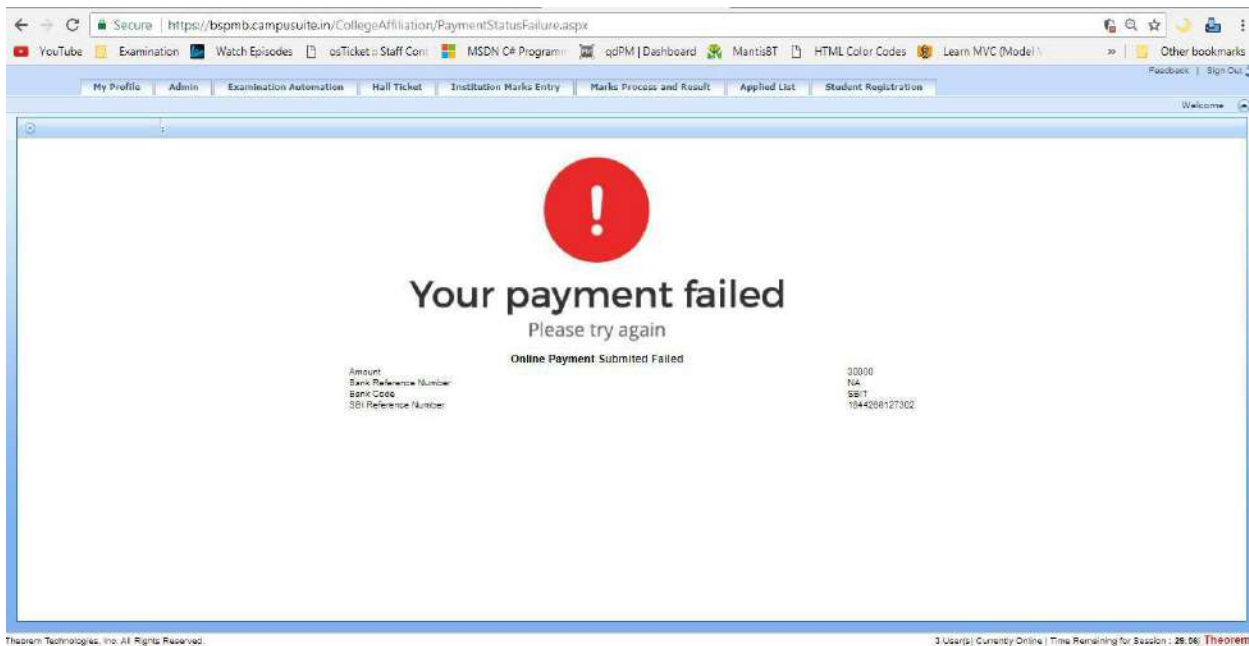 Secure | https://bspmb.campusuite.in/CollegeAffiliation/PaymentStatusFailure.aspx
YouTube Examination Watch Episodes osTicket :: Staff Cont MSDN C# Programm qdPM | Dashboard MantisBT HTML Color Codes Learn MVC (Model \ » Other bookmarks
Feedback | Sign Out
My Profile Admin Examination Automation Hall Ticket Institution Marks Entry Marks Process and Result Applied List Student Registration
Welcome
!
Your payment failed
Please try again
Online Payment Submited Failed
Amount 30000
Bank Reference Number NA
Bank Code SBIT
SBI Reference Number
Theorem Technologies, Inc. All Rights Reserved. 3 User(s) Currently Online | Time Remaining for Session : Theorem